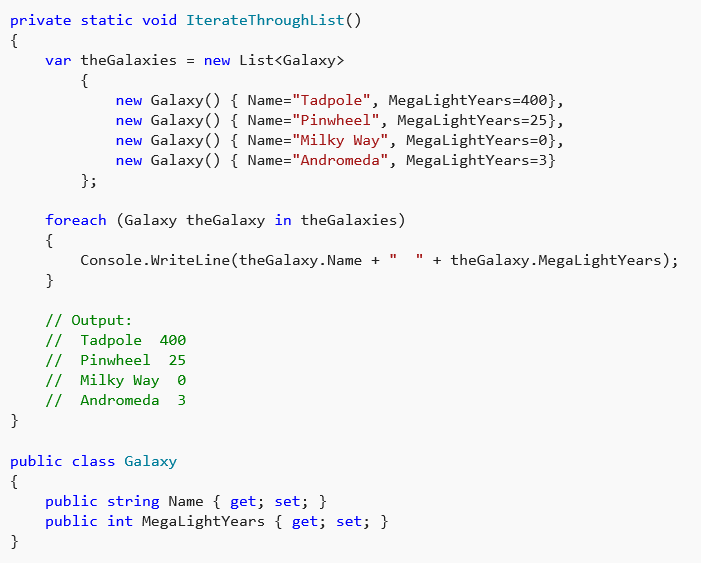 private static void IterateThroughList()
{
    var theGalaxies = new List<Galaxy>
        {
            new Galaxy() { Name="Tadpole", MegaLightYears=400},
            new Galaxy() { Name="Pinwheel", MegaLightYears=25},
            new Galaxy() { Name="Milky Way", MegaLightYears=0},
            new Galaxy() { Name="Andromeda", MegaLightYears=3}
        };

    foreach (Galaxy theGalaxy in theGalaxies)
    {
        Console.WriteLine(theGalaxy.Name + "  " + theGalaxy.MegaLightYears);
    }

    // Output:
    //  Tadpole  400
    //  Pinwheel  25
    //  Milky Way  0
    //  Andromeda  3
}

public class Galaxy
{
    public string Name { get; set; }
    public int MegaLightYears { get; set; }
}